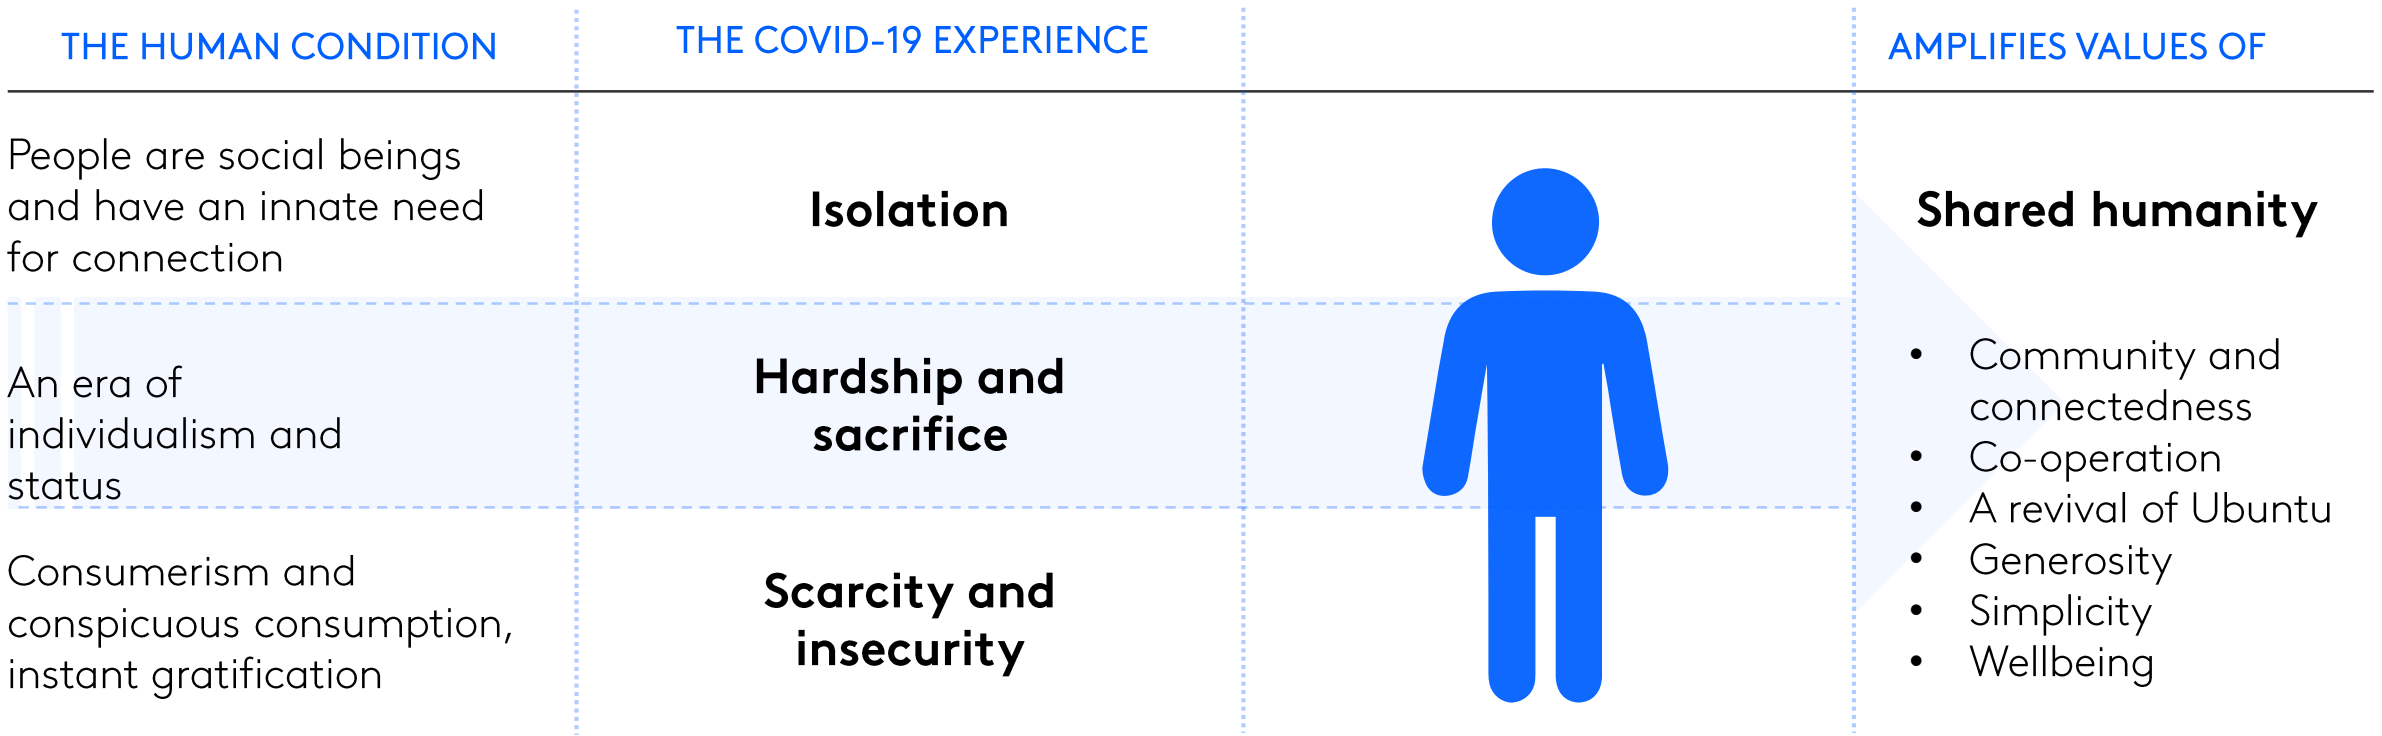 THE HUMAN CONDITION
THE COVID-19 EXPERIENCE
AMPLIFIES VALUES OF
People are social beings
and have an innate need
for connection
Isolation
Shared humanity
An era of
individualism and
status
Hardship and
sacrifice
Consumerism and
conspicuous consumption,
instant gratification
Scarcity and
insecurity
• Community and
connectedness
• Co-operation
• A revival of Ubuntu
• Generosity
• Simplicity
• Wellbeing